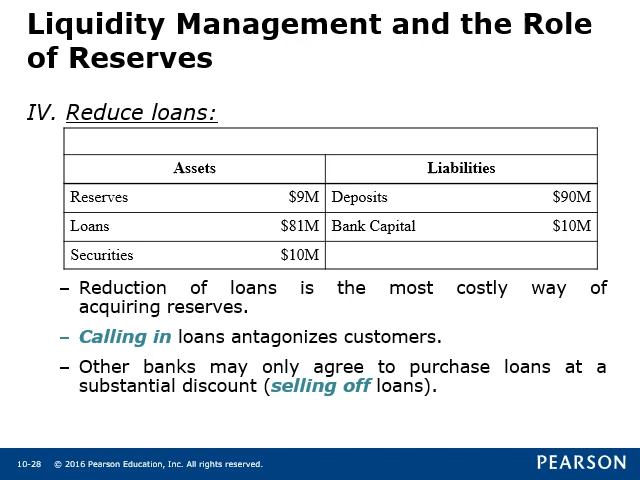 Liquidity Management and the Role
of Reserves
IV. Reduce loans:
Assets Liabilities
Reserves $9M Deposits $90M
Loans $81M Bank Capital $10M
Securities $10M
– Reduction of loans is the most costly way of
acquiring reserves.
– Calling in loans antagonizes customers.
– Other banks may only agree to purchase loans at a
substantial discount (selling off loans).
10-28 © 2016 Pearson Education, Inc. All rights reserved. PEARSON